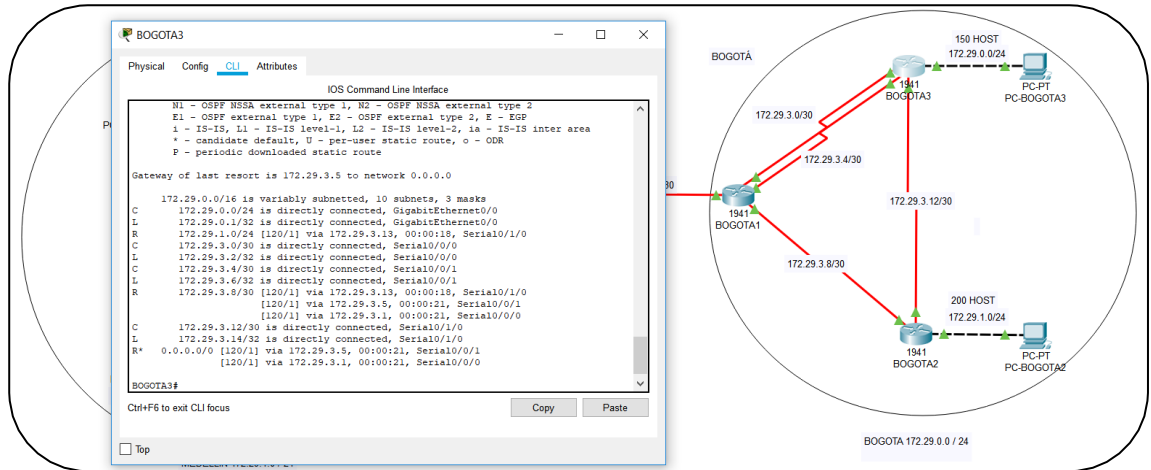 BOGOTA3
Physical Config CLI Attributes
IOS Command Line Interface
N1 - OSPF NSSA external type 1, N2 - OSPF NSSA external type 2
E1 - OSPF external type 1, E2 - OSPF external type 2, E - EGP
i - IS-IS, L1 - IS-IS level-1, L2 - IS-IS level-2, ia - IS-IS inter area
* - candidate default, U - per-user static route, o - ODR
P - periodic downloaded static route
Gateway of last resort is 172.29.3.5 to network 0.0.0.0
172.29.0.0/16 is variably subnetted, 10 subnets, 3 masks
C 172.29.0.0/24 is directly connected, GigabitEthernet0/0
L 172.29.0.1/32 is directly connected, GigabitEthernet0/0
R 172.29.1.0/24 [120/1] via 172.29.3.13, 00:00:18, Serial0/1/0
C 172.29.3.0/30 is directly connected, Serial0/0/0
L 172.29.3.2/32 is directly connected, Serial0/0/0
C 172.29.3.4/30 is directly connected, Serial0/0/1
L 172.29.3.6/32 is directly connected, Serial0/0/1
R 172.29.3.8/30 [120/1] via 172.29.3.13, 00:00:18, Serial0/1/0
[120/1] via 172.29.3.5, 00:00:21, Serial0/0/1
[120/1] via 172.29.3.1, 00:00:21, Serial0/0/0
C 172.29.3.12/30 is directly connected, Serial0/1/0
L 172.29.3.14/32 is directly connected, Serial0/1/0
R* 0.0.0.0/0 [120/1] via 172.29.3.5, 00:00:21, Serial0/0/1
[120/1] via 172.29.3.1, 00:00:21, Serial0/0/0
BOGOTA3#
Ctrl+F6 to exit CLI focus
Copy Paste
Top
30
BOGOTÁ
150 HOST
172.29.0.0/24
1941
BOGOTA3
PC-PT
PC-BOGOTA3
172.29.3.0/30
172.29.3.4/30
172.29.3.12/30
1941
BOGOTA1
172.29.3.8/30
200 HOST
172.29.1.0/24
1941
BOGOTA2
PC-PT
PC-BOGOTA2
BOGOTA 172.29.0.0 / 24